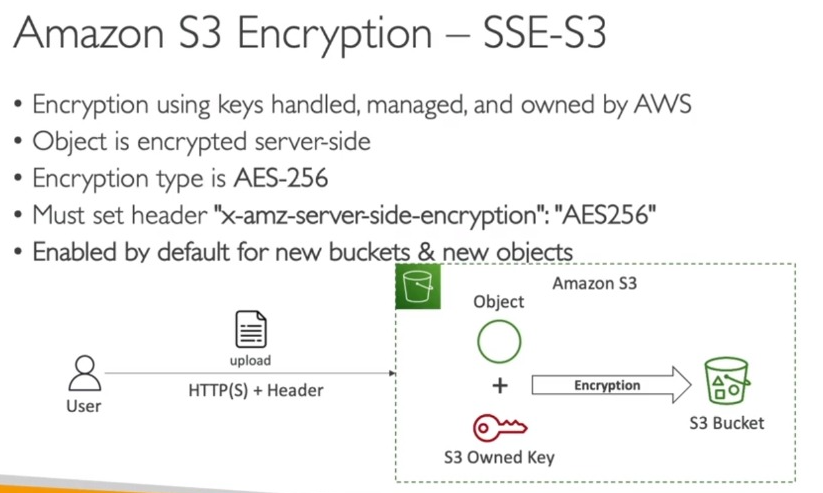 Amazon S3 Encryption – SSE-S3
• Encryption using keys handled, managed, and owned by AWS
• Object is encrypted server-side
• Encryption type is AES-256
• Must set header "x-amz-server-side-encryption": "AES256"
• Enabled by default for new buckets & new objects
Amazon S3
Object
upload
HTTP(S) + Header
User
+
Encryption
S3 Bucket
S3 Owned Key